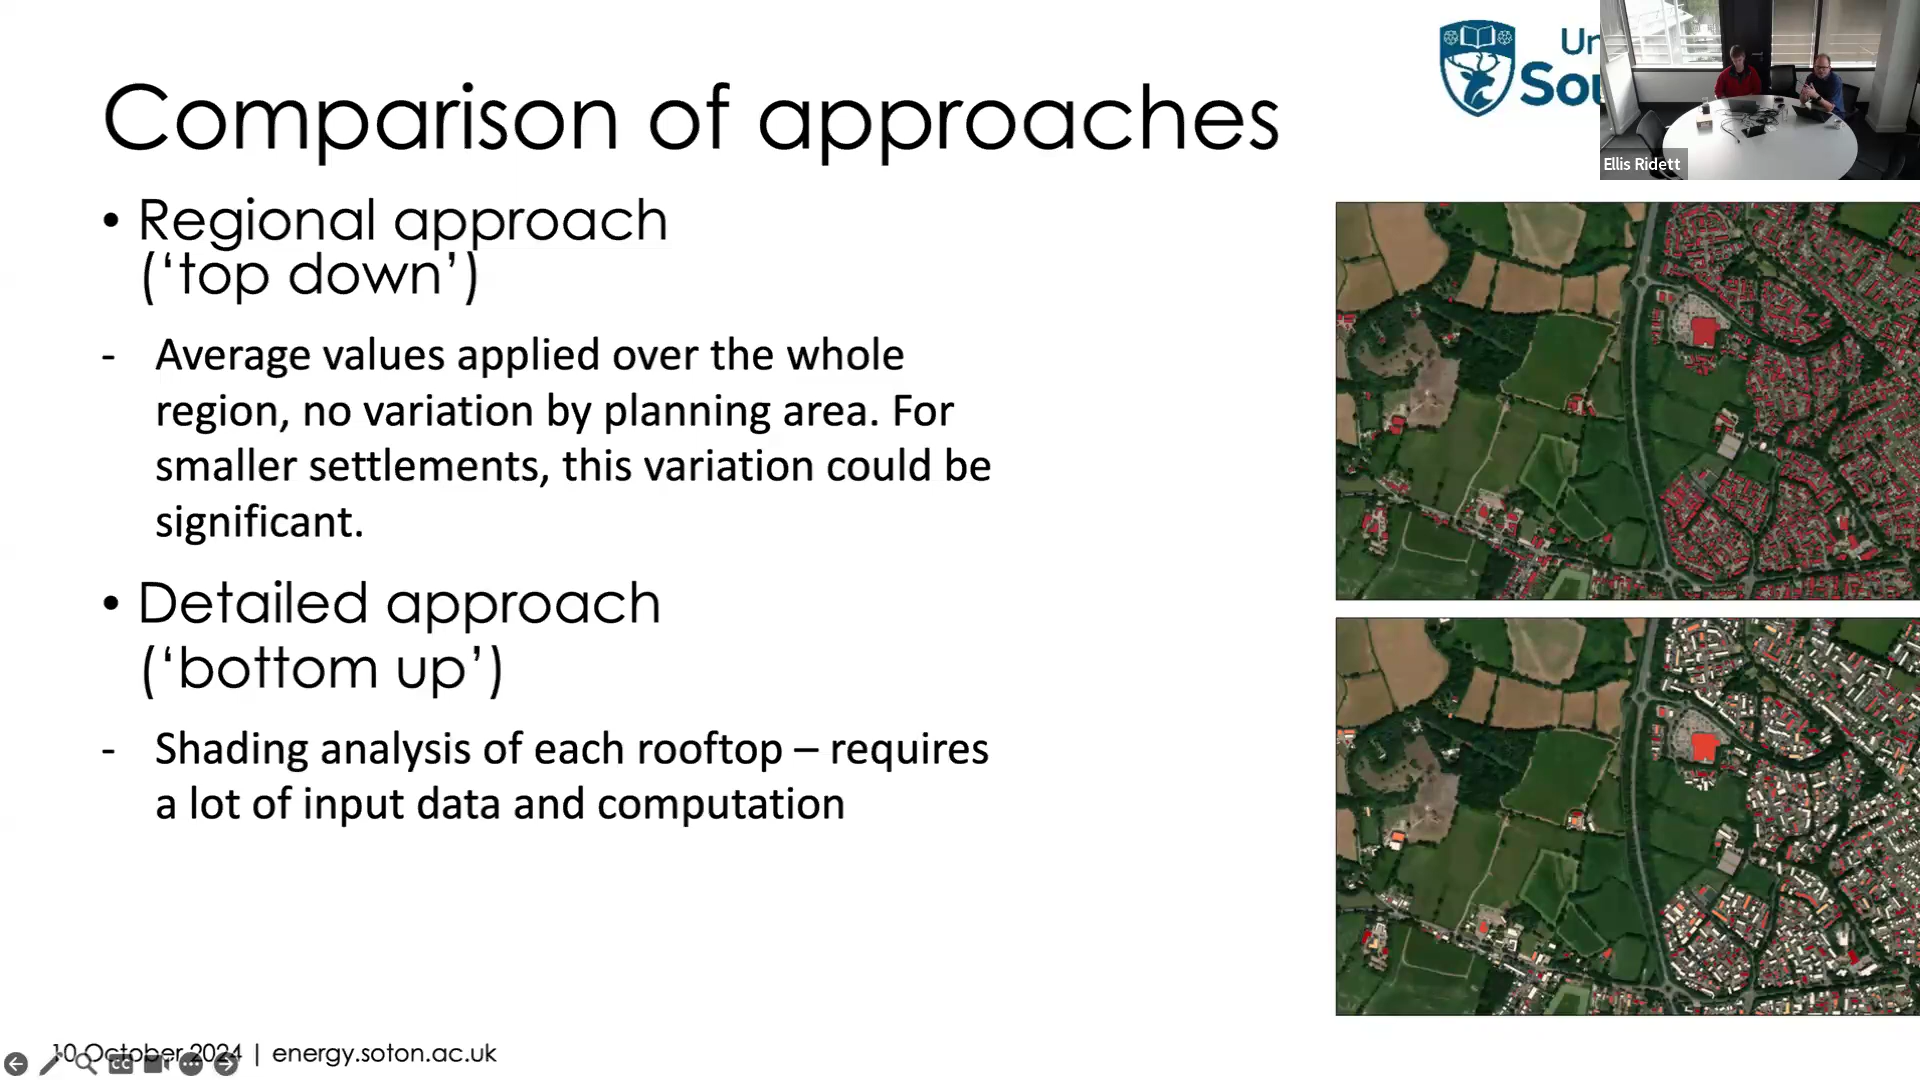 Comparison of approaches
Ellis Ridett
• Regional approach
(‘top down’)
- Average values applied over the whole
region, no variation by planning area. For
smaller settlements, this variation could be
significant.
• Detailed approach
(‘bottom up’)
- Shading analysis of each rooftop – requires
a lot of input data and computation
10 October 2024 | energy.soton.ac.uk
CC